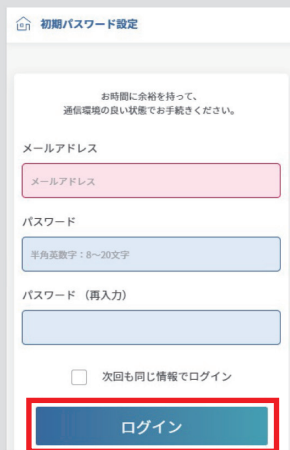 初期パスワード設定
お時間に余裕を持って、
通信環境の良い状態でお手続きください。
メールアドレス
メールアドレス
パスワード
半角英数字：8～20文字
パスワード （再入力）
次回も同じ情報でログイン
ログイン